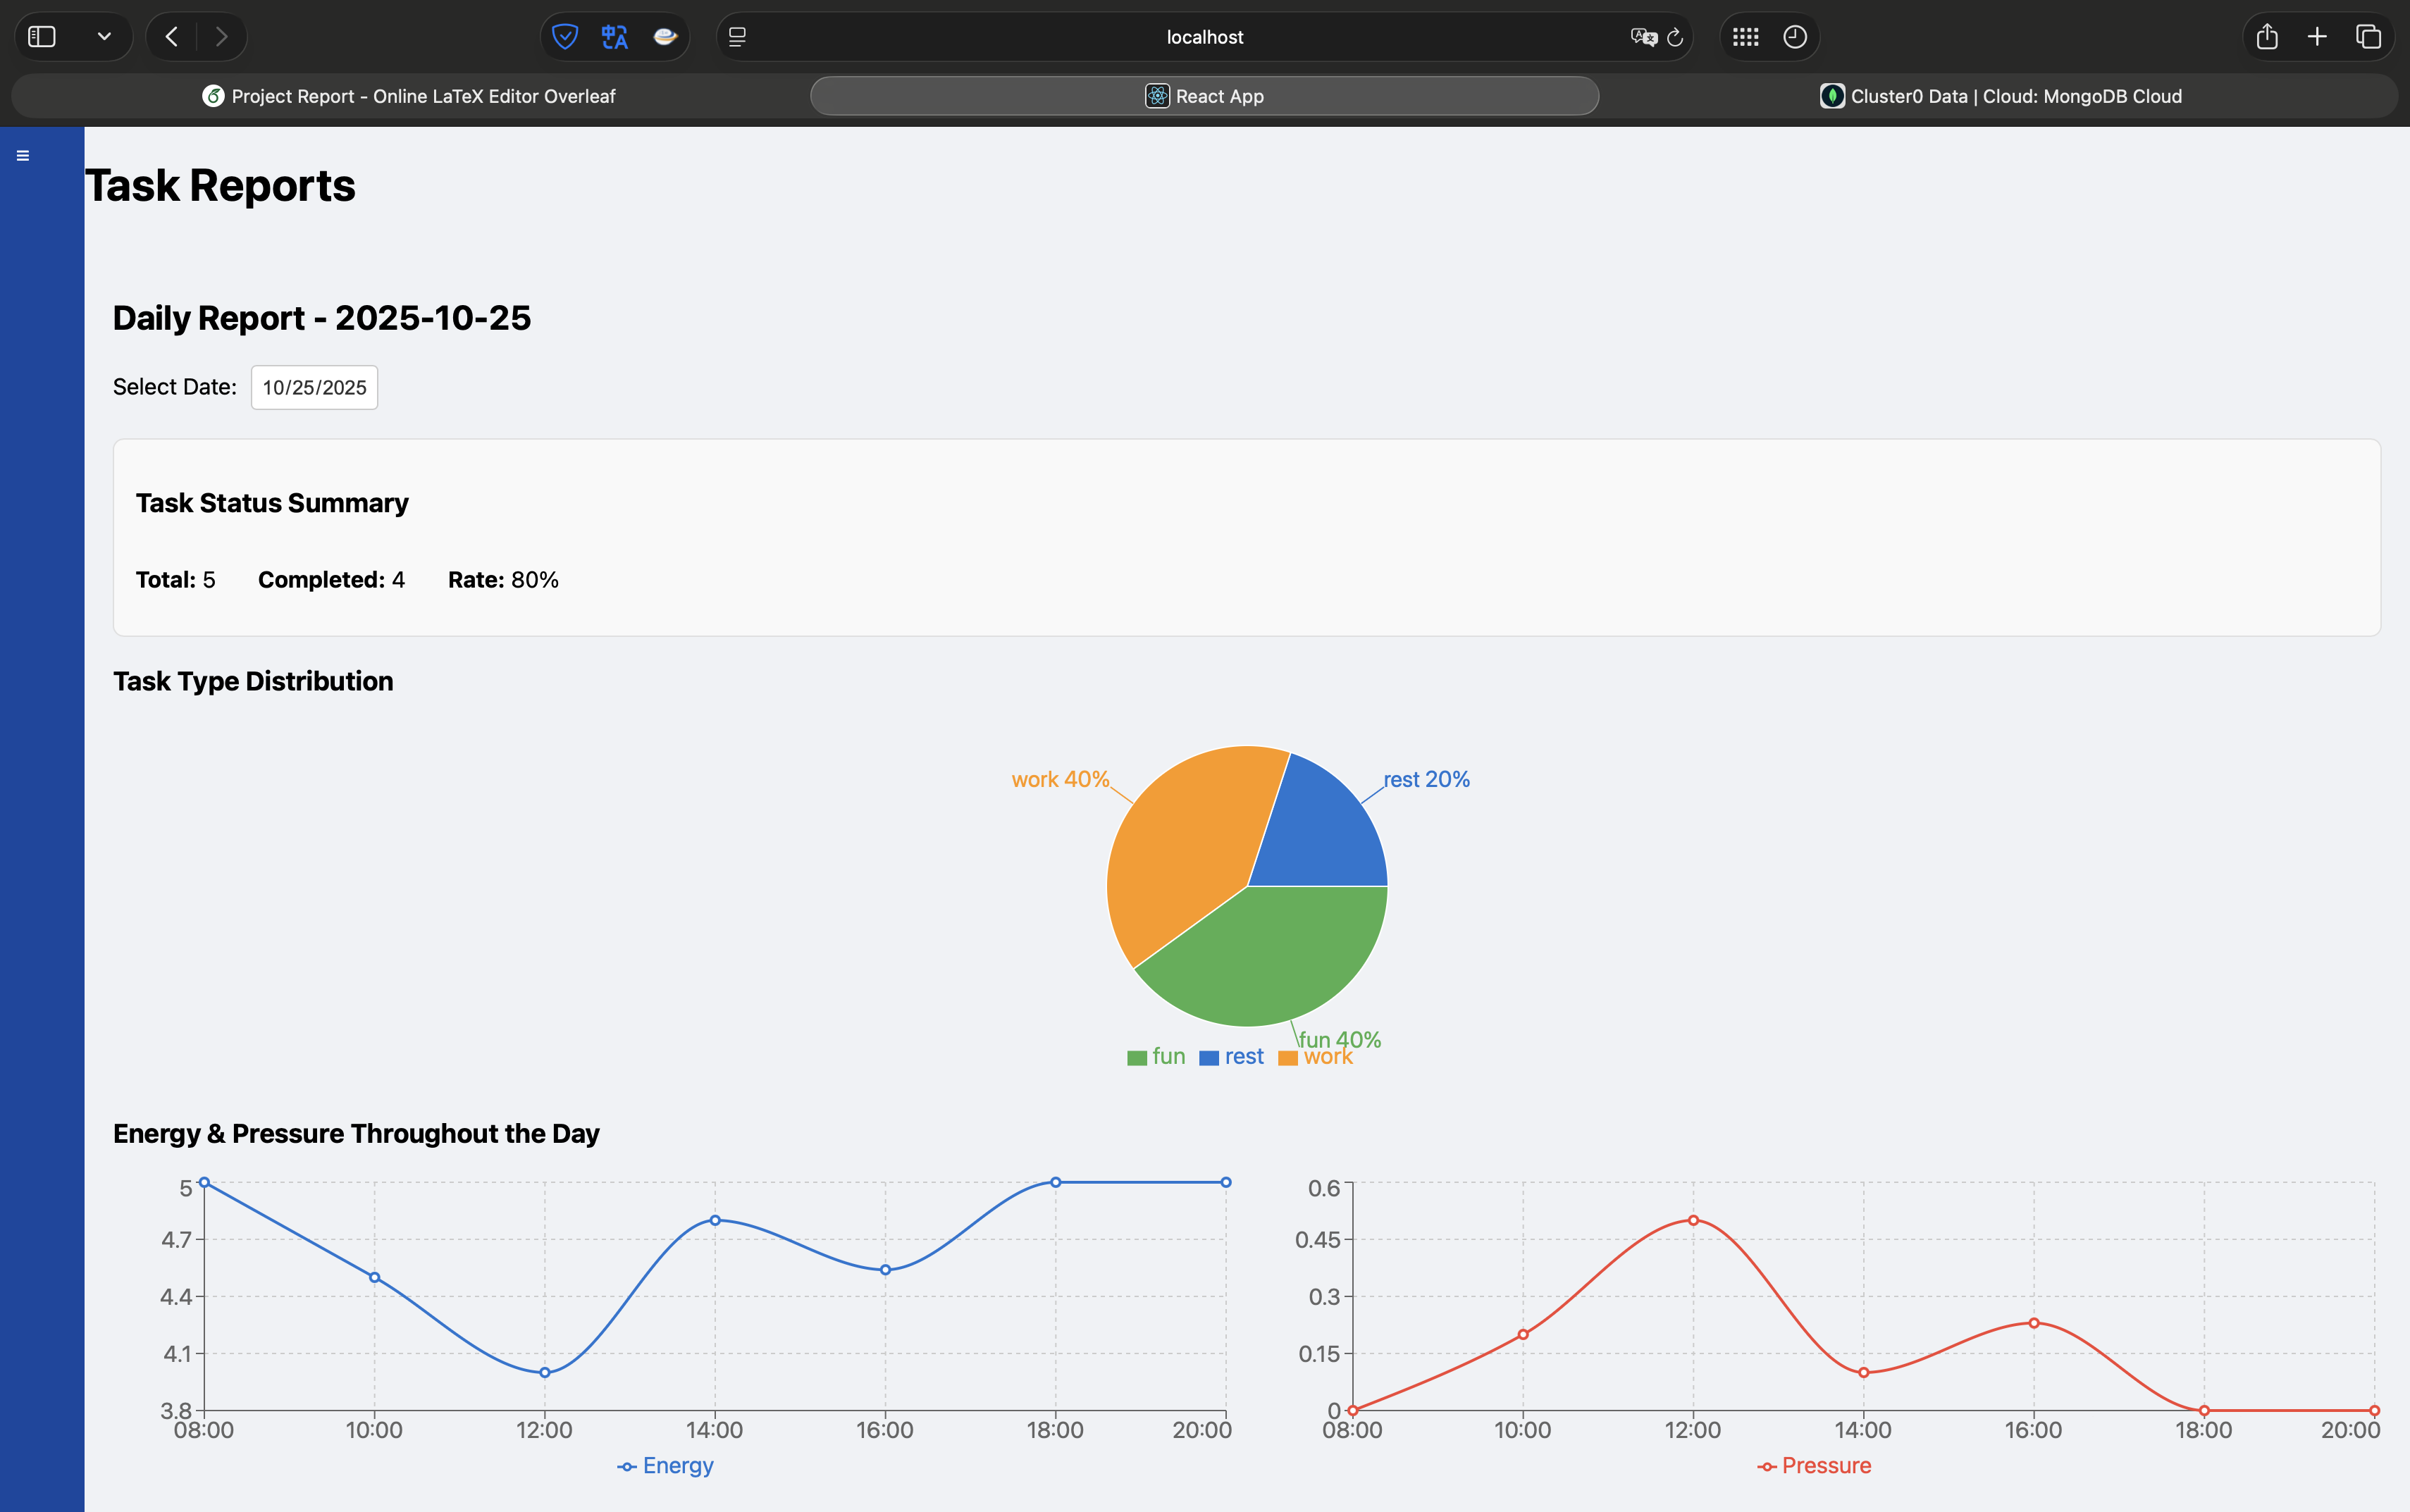 localhost
Project Report - Online LaTeX Editor Overleaf
React App
Cluster0 Data | Cloud: MongoDB Cloud
Task Reports
Daily Report - 2025-10-25
Select Date: 10/25/2025
Task Status Summary
Total: 5 Completed: 4 Rate: 80%
Task Type Distribution
work 40%
rest 20%
fun 40%
fun rest work
Energy & Pressure Throughout the Day
5
4.7
4.4
4.1
3.8
08:00 10:00 12:00 14:00 16:00 18:00 20:00
Energy
0.6
0.45
0.3
0.15
0
08:00 10:00 12:00 14:00 16:00 18:00 20:00
Pressure